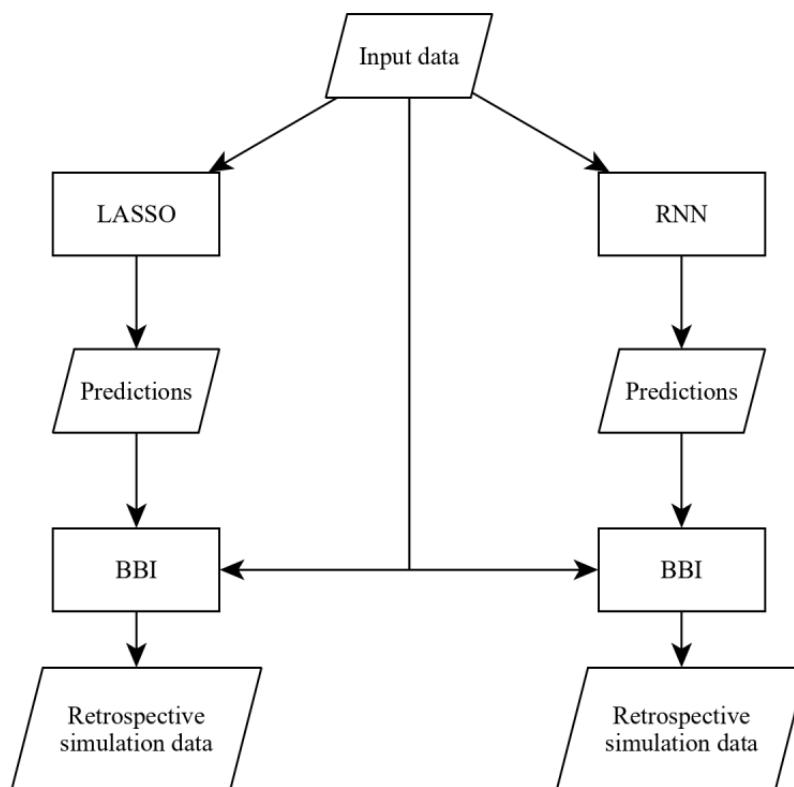 Input data
LASSO
RNN
Predictions
Predictions
BBI
BBI
Retrospective
simulation data
Retrospective
simulation data